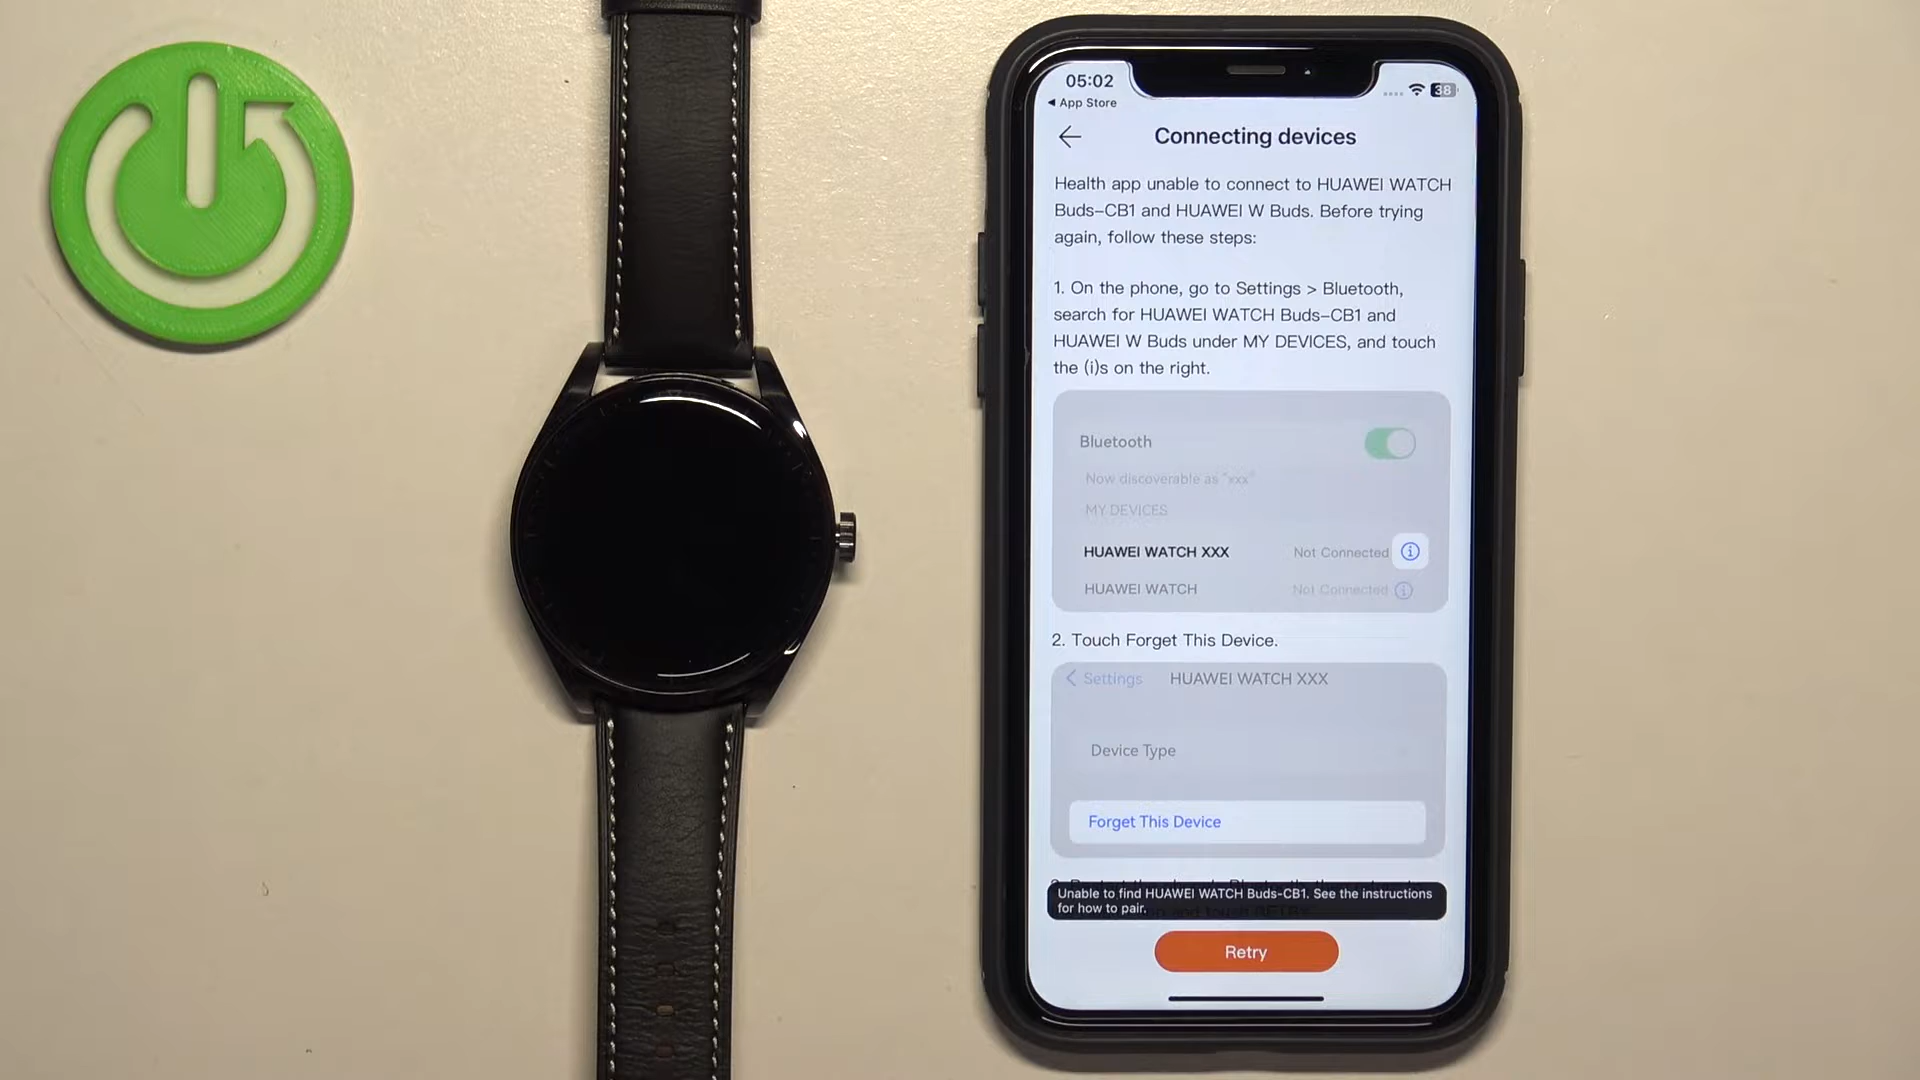 05:02
38
◄ App Store
Connecting devices
Health app unable to connect to HUAWEI WATCH
Buds-CB1 and HUAWEI W Buds. Before trying
again, follow these steps:
1. On the phone, go to Settings > Bluetooth,
search for HUAWEI WATCH Buds-CB1 and
HUAWEI W Buds under MY DEVICES, and touch
the (i)s on the right.
Bluetooth
Now discoverable as "xxx"
MY DEVICES
HUAWEI WATCH XXX Not Connected
HUAWEI WATCH Not Connected
2. Touch Forget This Device.
Settings HUAWEI WATCH XXX
Device Type
Forget This Device
Unable to find HUAWEI WATCH Buds-CB1. See the instructions
for how to pair.
Retry